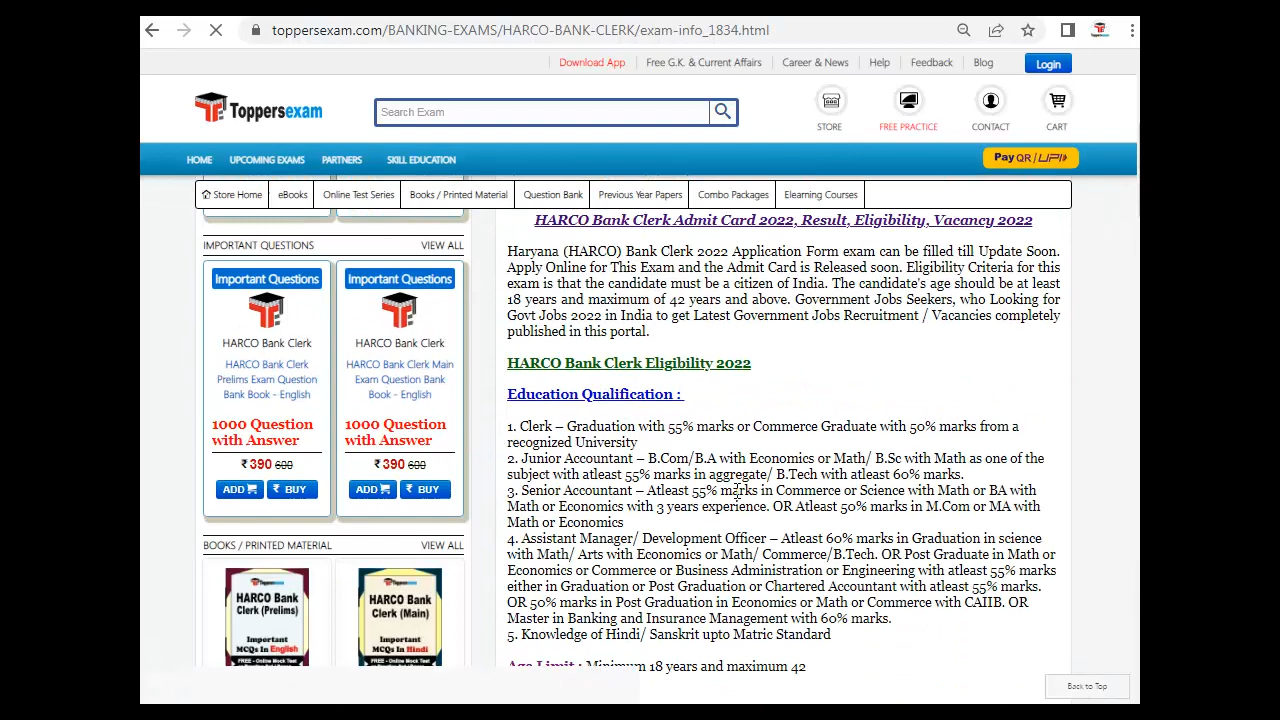 toppersexam.com/BANKING-EXAMS/HARCO-BANK-CLERK/exam-info_1834.html
Download App Free G.K. & Current Affairs Career & News Help Feedback Blog Login
Toppersexam
Search Exam
STORE FREE PRACTICE CONTACT CART
HOME UPCOMING EXAMS PARTNERS SKILL EDUCATION Pay QR / UPI
Store Home eBooks Online Test Series Books / Printed Material Question Bank Previous Year Papers Combo Packages Elearning Courses
IMPORTANT QUESTIONS VIEW ALL
Important Questions
HARCO Bank Clerk
HARCO Bank Clerk
Prelims Exam Question
Bank Book - English
1000 Question
with Answer
₹ 390 600
ADD ₹ BUY
Important Questions
HARCO Bank Clerk
HARCO Bank Clerk Main
Exam Question Bank
Book - English
1000 Question
with Answer
₹ 390 600
ADD ₹ BUY
BOOKS / PRINTED MATERIAL VIEW ALL
Toppersexam
HARCO Bank
Clerk (Prelims)
Important
MCQs In English
FREE - Online Mock Test
Toppersexam
HARCO Bank
Clerk (Main)
Important
MCQs In Hindi
FREE - Online Mock Test
HARCO Bank Clerk Admit Card 2022, Result, Eligibility, Vacancy 2022
Haryana (HARCO) Bank Clerk 2022 Application Form exam can be filled till Update Soon.
Apply Online for This Exam and the Admit Card is Released soon. Eligibility Criteria for this
exam is that the candidate must be a citizen of India. The candidate's age should be at least
18 years and maximum of 42 years and above. Government Jobs Seekers, who Looking for
Govt Jobs 2022 in India to get Latest Government Jobs Recruitment / Vacancies completely
published in this portal.
HARCO Bank Clerk Eligibility 2022
Education Qualification :
1. Clerk – Graduation with 55% marks or Commerce Graduate with 50% marks from a
recognized University
2. Junior Accountant – B.Com/B.A with Economics or Math/ B.Sc with Math as one of the
subject with atleast 55% marks in aggregate/ B.Tech with atleast 60% marks.
3. Senior Accountant – Atleast 55% marks in Commerce or Science with Math or BA with
Math or Economics with 3 years experience. OR Atleast 50% marks in M.Com or MA with
Math or Economics
4. Assistant Manager/ Development Officer – Atleast 60% marks in Graduation in science
with Math/ Arts with Economics or Math/ Commerce/B.Tech. OR Post Graduate in Math or
Economics or Commerce or Business Administration or Engineering with atleast 55% marks
either in Graduation or Post Graduation or Chartered Accountant with atleast 55% marks.
OR 50% marks in Post Graduation in Economics or Math or Commerce with CAIIB. OR
Master in Banking and Insurance Management with 60% marks.
5. Knowledge of Hindi/ Sanskrit upto Matric Standard
Age Limit : Minimum 18 years and maximum 42
Back to Top